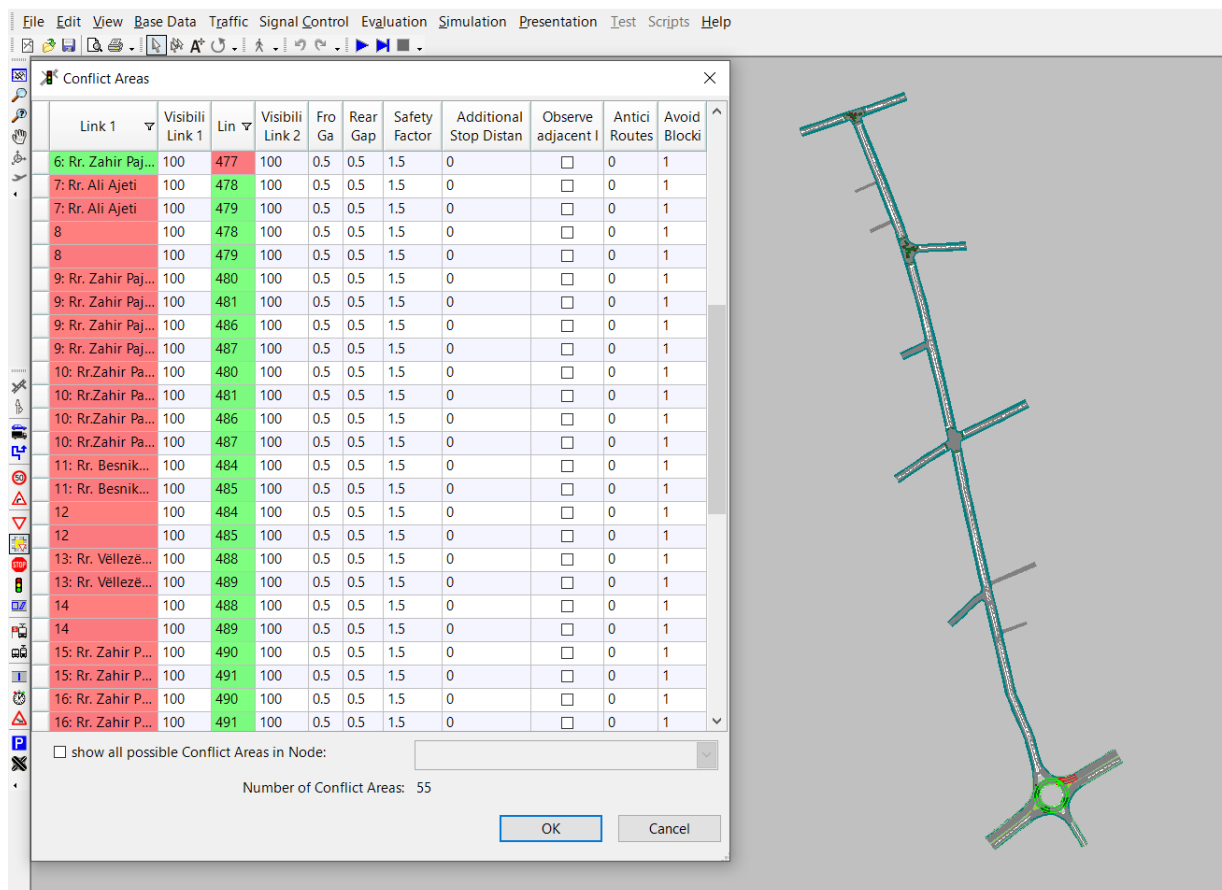 File Edit View Base Data Traffic Signal Control Evaluation Simulation Presentation Test Scripts Help
Conflict Areas
Link 1 Visibili Link 1 Lin Visibili Link 2 Fro Ga Rear Gap Safety Factor Additional Stop Distan Observe adjacent l Antici Routes Avoid Blocki
6: Rr. Zahir Paj... 100 477 100 0.5 0.5 1.5 0 0 1
7: Rr. Ali Ajeti 100 478 100 0.5 0.5 1.5 0 0 1
7: Rr. Ali Ajeti 100 479 100 0.5 0.5 1.5 0 0 1
8 100 478 100 0.5 0.5 1.5 0 0 1
8 100 479 100 0.5 0.5 1.5 0 0 1
9: Rr. Zahir Paj... 100 480 100 0.5 0.5 1.5 0 0 1
9: Rr. Zahir Paj... 100 481 100 0.5 0.5 1.5 0 0 1
9: Rr. Zahir Paj... 100 486 100 0.5 0.5 1.5 0 0 1
9: Rr. Zahir Paj... 100 487 100 0.5 0.5 1.5 0 0 1
10: Rr.Zahir Pa... 100 480 100 0.5 0.5 1.5 0 0 1
10: Rr.Zahir Pa... 100 481 100 0.5 0.5 1.5 0 0 1
10: Rr.Zahir Pa... 100 486 100 0.5 0.5 1.5 0 0 1
10: Rr.Zahir Pa... 100 487 100 0.5 0.5 1.5 0 0 1
11: Rr. Besnik... 100 484 100 0.5 0.5 1.5 0 0 1
11: Rr. Besnik... 100 485 100 0.5 0.5 1.5 0 0 1
12 100 484 100 0.5 0.5 1.5 0 0 1
12 100 485 100 0.5 0.5 1.5 0 0 1
13: Rr. Vëllezë... 100 488 100 0.5 0.5 1.5 0 0 1
13: Rr. Vëllezë... 100 489 100 0.5 0.5 1.5 0 0 1
14 100 488 100 0.5 0.5 1.5 0 0 1
14 100 489 100 0.5 0.5 1.5 0 0 1
15: Rr. Zahir P... 100 490 100 0.5 0.5 1.5 0 0 1
15: Rr. Zahir P... 100 491 100 0.5 0.5 1.5 0 0 1
16: Rr. Zahir P... 100 490 100 0.5 0.5 1.5 0 0 1
16: Rr. Zahir P... 100 491 100 0.5 0.5 1.5 0 0 1
show all possible Conflict Areas in Node:
Number of Conflict Areas: 55
OK Cancel
50
STOP
P